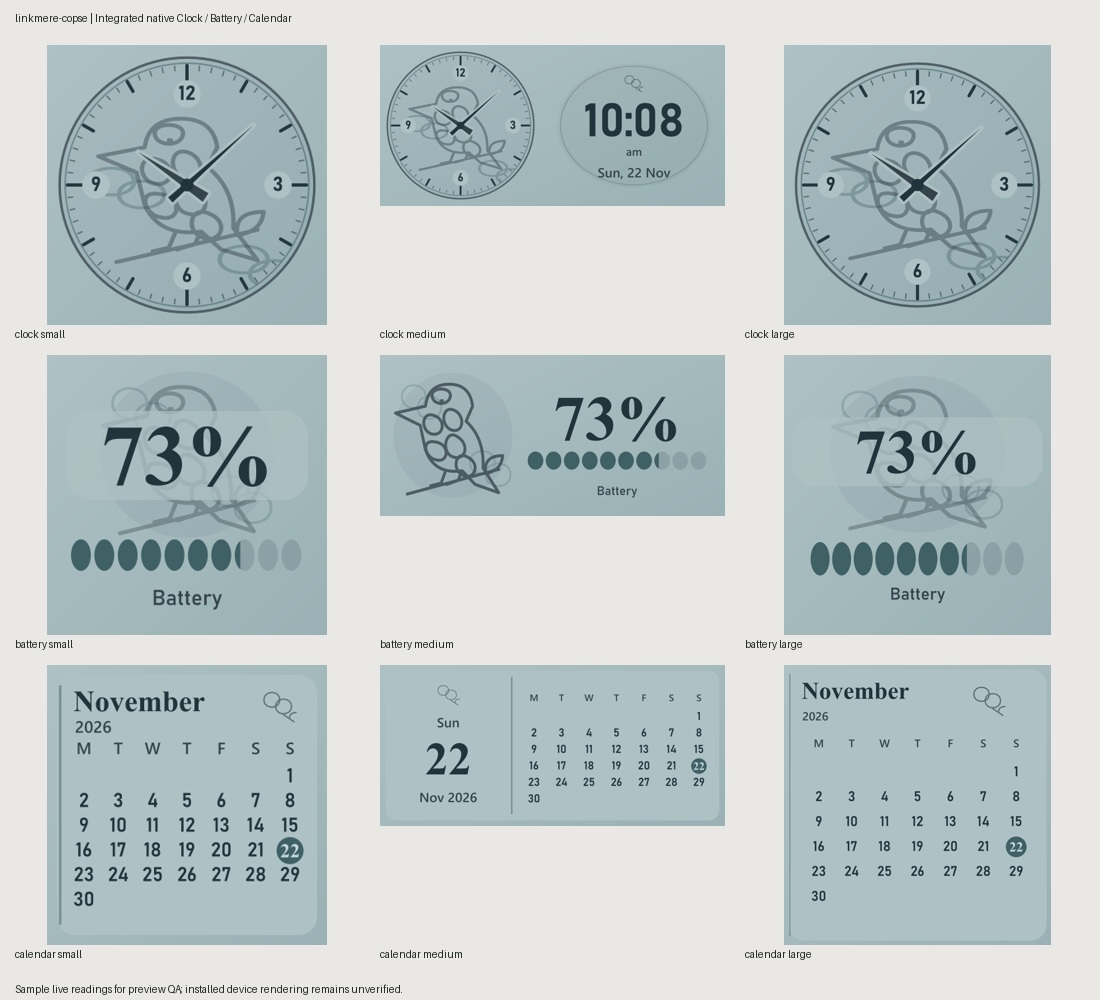 linkmere-copse | Integrated native Clock / Battery / Calendar
12
9
3
6
clock small
12
9
3
6
10:08
am
Sun, 22 Nov
clock medium
12
9
3
6
clock large
73%
Battery
battery small
73%
Battery
battery medium
73%
Battery
battery large
November
2026
M T W T F S S
1
2 3 4 5 6 7 8
9 10 11 12 13 14 15
16 17 18 19 20 21 22
23 24 25 26 27 28 29
30
calendar small
Sun
22
Nov 2026
M T W T F S S
1
2 3 4 5 6 7 8
9 10 11 12 13 14 15
16 17 18 19 20 21 22
23 24 25 26 27 28 29
30
calendar medium
November
2026
M T W T F S S
1
2 3 4 5 6 7 8
9 10 11 12 13 14 15
16 17 18 19 20 21 22
23 24 25 26 27 28 29
30
calendar large
Sample live readings for preview QA; installed device rendering remains unverified.